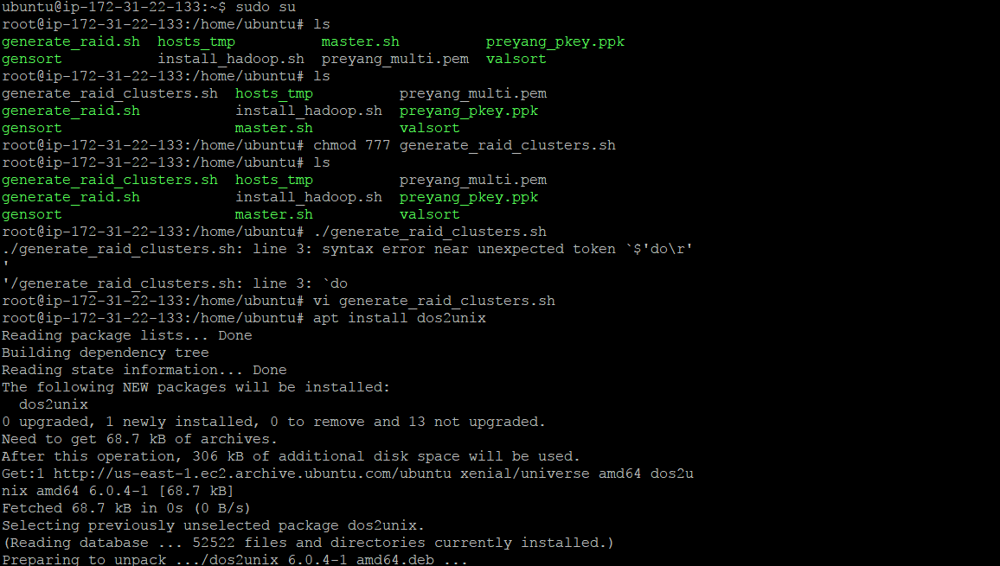 ubuntu@ip-172-31-22-133:~$ sudo su
root@ip-172-31-22-133:/home/ubuntu# ls
generate_raid.sh  hosts_tmp          master.sh          preyang_pkey.ppk
gensort           install_hadoop.sh  preyang_multi.pem  valsort
root@ip-172-31-22-133:/home/ubuntu# ls
generate_raid_clusters.sh  hosts_tmp          preyang_multi.pem
generate_raid.sh           install_hadoop.sh  preyang_pkey.ppk
gensort                    master.sh          valsort
root@ip-172-31-22-133:/home/ubuntu# chmod 777 generate_raid_clusters.sh
root@ip-172-31-22-133:/home/ubuntu# ls
generate_raid_clusters.sh  hosts_tmp          preyang_multi.pem
generate_raid.sh           install_hadoop.sh  preyang_pkey.ppk
gensort                    master.sh          valsort
root@ip-172-31-22-133:/home/ubuntu# ./generate_raid_clusters.sh
./generate_raid_clusters.sh: line 3: syntax error near unexpected token `$'do\r'
'
'/generate_raid_clusters.sh: line 3: `do
root@ip-172-31-22-133:/home/ubuntu# vi generate_raid_clusters.sh
root@ip-172-31-22-133:/home/ubuntu# apt install dos2unix
Reading package lists... Done
Building dependency tree
Reading state information... Done
The following NEW packages will be installed:
  dos2unix
0 upgraded, 1 newly installed, 0 to remove and 13 not upgraded.
Need to get 68.7 kB of archives.
After this operation, 306 kB of additional disk space will be used.
Get:1 http://us-east-1.ec2.archive.ubuntu.com/ubuntu xenial/universe amd64 dos2u
nix amd64 6.0.4-1 [68.7 kB]
Fetched 68.7 kB in 0s (0 B/s)
Selecting previously unselected package dos2unix.
(Reading database ... 52522 files and directories currently installed.)
Preparing to unpack .../dos2unix_6.0.4-1_amd64.deb ...